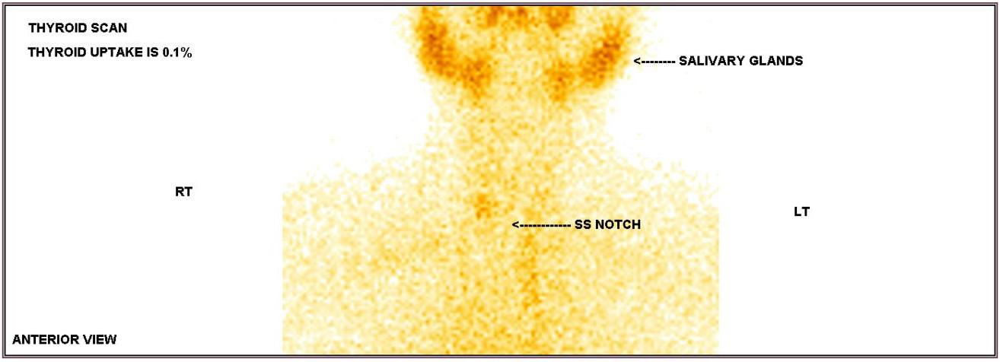 THYROID SCAN
THYROID UPTAKE IS 0.1%
<-------- SALIVARY GLANDS
RT
LT
<------------ SS NOTCH
ANTERIOR VIEW